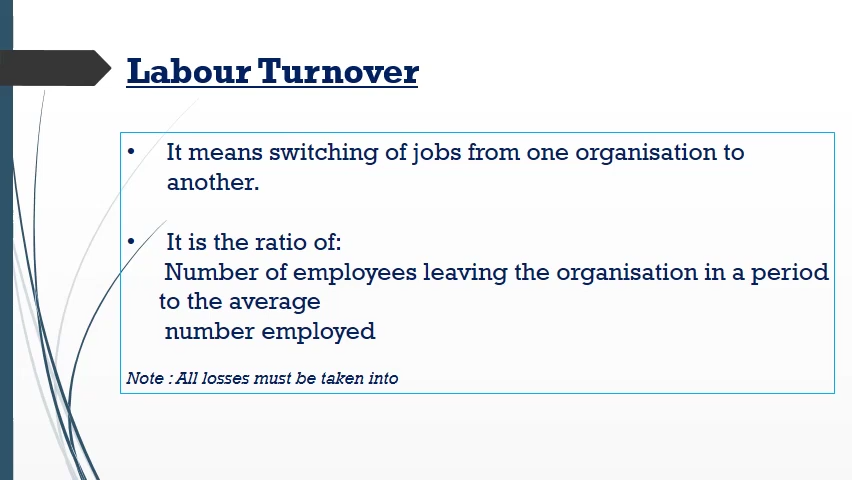 Labour Turnover
• It means switching of jobs from one organisation to
another.
• It is the ratio of:
Number of employees leaving the organisation in a period
to the average
number employed
Note : All losses must be taken into